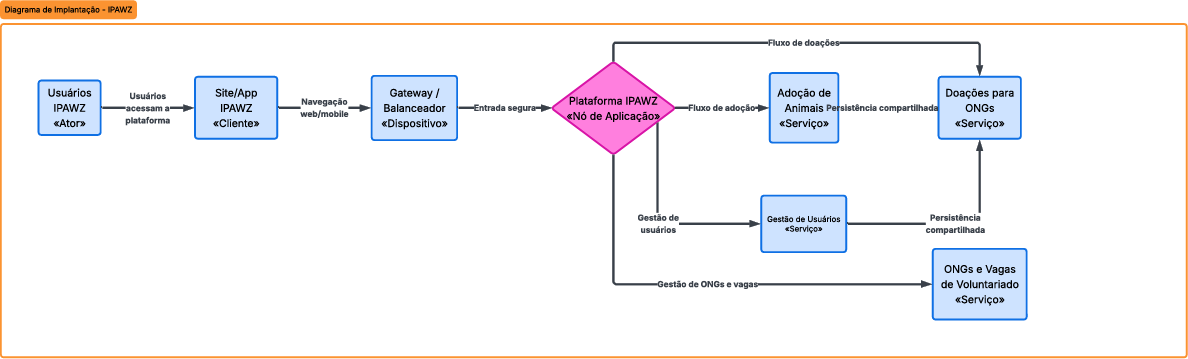 Diagrama de Implantação - IPAWZ
Fluxo de doações
Usuários
IPAWZ
«Ator»
Usuários
acessam a
plataforma
Site/App
IPAWZ
«Cliente»
Navegação
web/mobile
Gateway /
Balanceador
«Dispositivo»
Entrada segura
Plataforma IPAWZ
«Nó de Aplicação»
Fluxo de adoção
Adoção de
Animais
«Serviço»
Persistência compartilhada
Doações para
ONGs
«Serviço»
Gestão de
usuários
Gestão de Usuários
«Serviço»
Persistência
compartilhada
Gestão de ONGs e vagas
ONGs e Vagas
de Voluntariado
«Serviço»